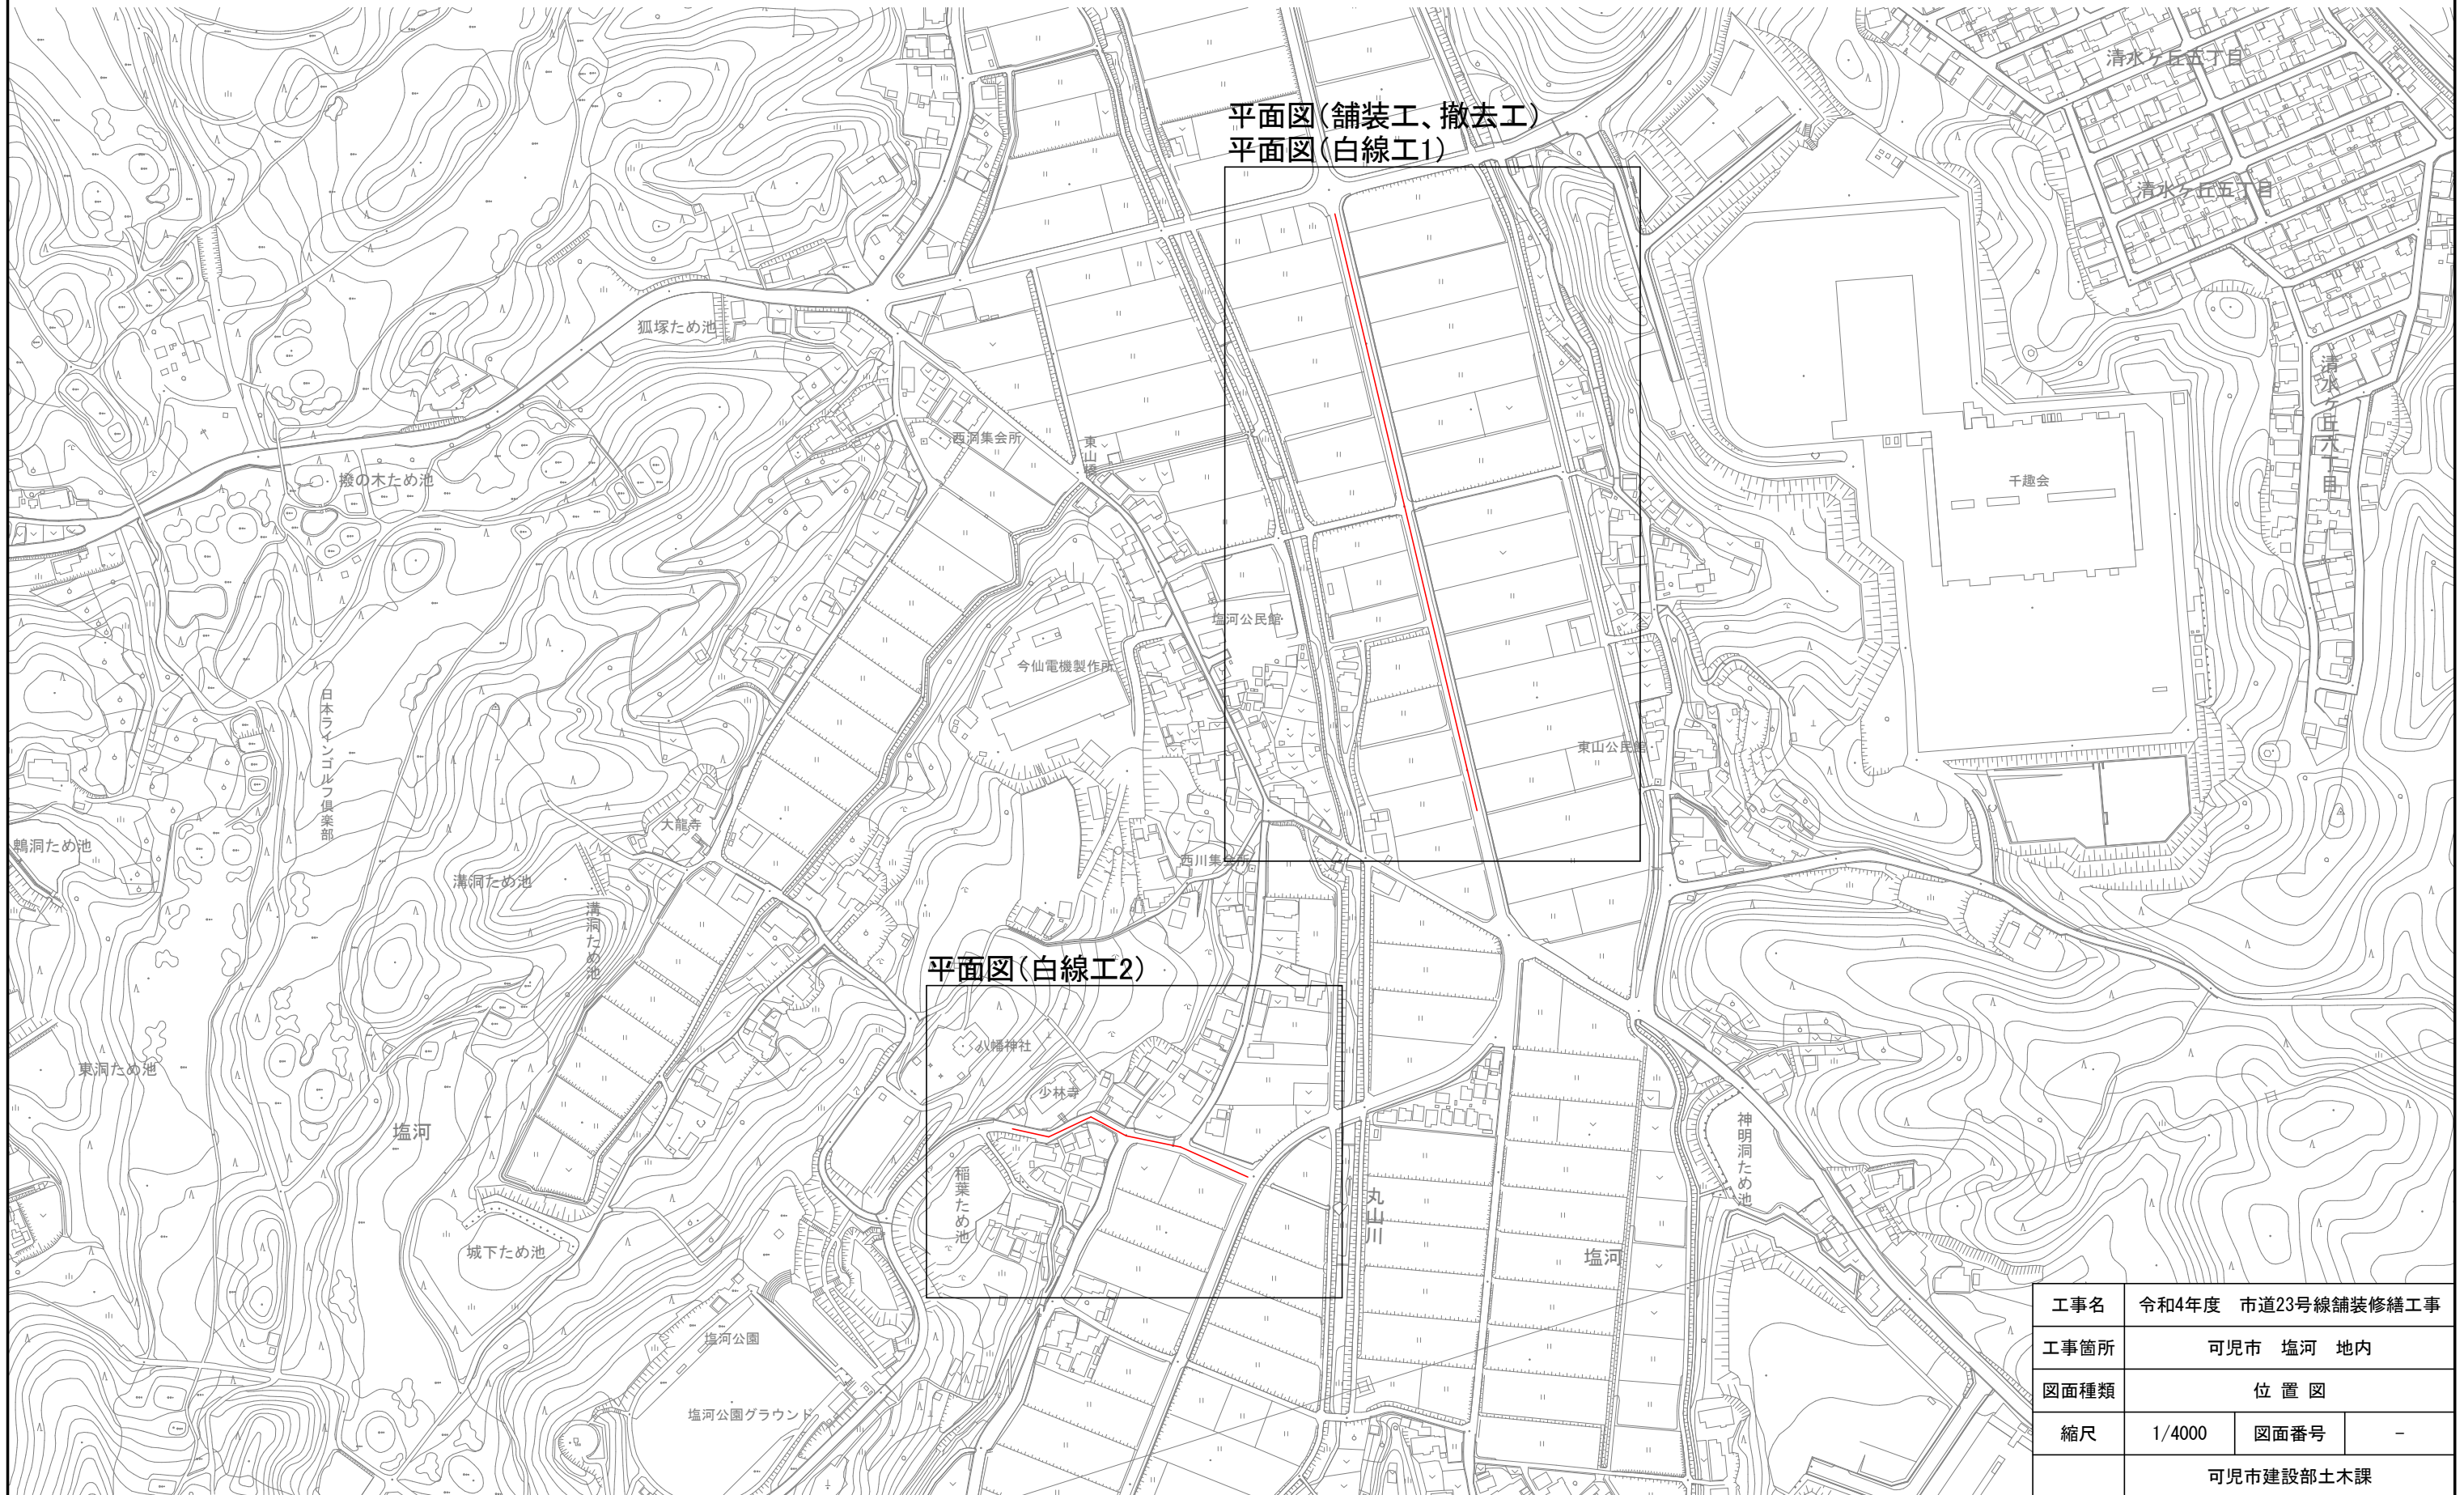 清水ケ丘五丁目
平面図(舗装工、撤去工)
平面図(白線工1)
清水ケ丘五丁目
狐塚ため池
清水ケ丘六丁目
西洞集会所
東山橋
千趣会
塩河公民館
今仙電機製作所
日本ラインゴルフ倶楽部
東山公民館
大龍寺
鵜洞ため池
西川集会所
溝洞ため池
溝洞ため池
平面図(白線工2)
八幡神社
東洞ため池
少林寺
塩河
神明洞ため池
稲葉ため池
丸山川
城下ため池
塩河
塩河公園
塩河公園グラウンド
工事名 令和4年度 市道23号線舗装修繕工事
工事箇所 可児市 塩河 地内
図面種類 位置図
縮尺 1/4000 図面番号 -
可児市建設部土木課